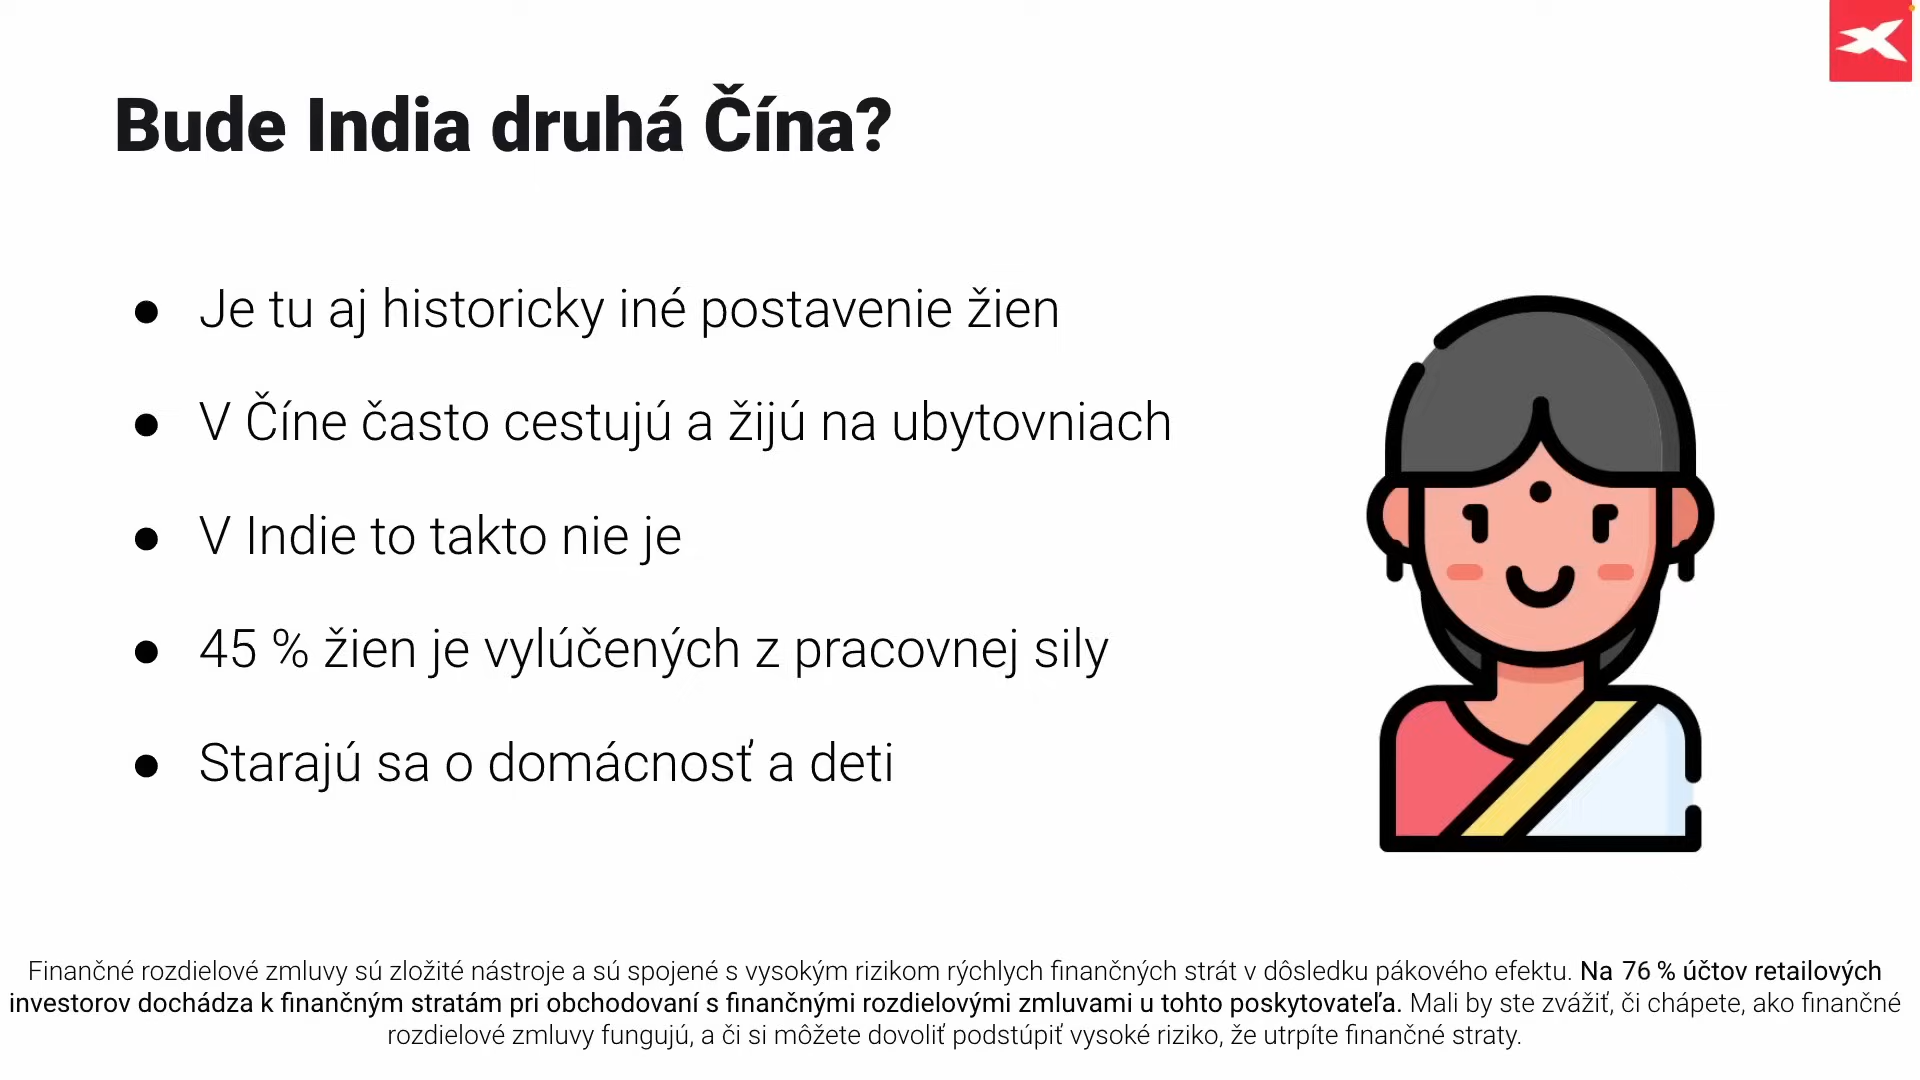 Bude India druhá Čína?
● Je tu aj historicky iné postavenie žien
● V Číne často cestujú a žijú na ubytovniach
● V Indie to takto nie je
● 45 % žien je vylúčených z pracovnej sily
● Starajú sa o domácnosť a deti
Finančné rozdielové zmluvy sú zložité nástroje a sú spojené s vysokým rizikom rýchlych finančných strát v dôsledku pákového efektu. Na 76 % účtov retailových
investorov dochádza k finančným stratám pri obchodovaní s finančnými rozdielovými zmluvami u tohto poskytovateľa. Mali by ste zvážiť, či chápete, ako finančné
rozdielové zmluvy fungujú, a či si môžete dovoliť podstúpiť vysoké riziko, že utrpíte finančné straty.